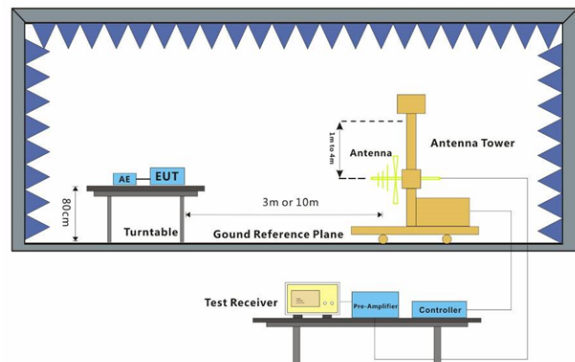 1m to 4m
Antenna
Antenna Tower
AE
EUT
3m or 10m
80cm
Turntable
Gound Reference Plane
Test Receiver
Pre-Amplifier
Controller